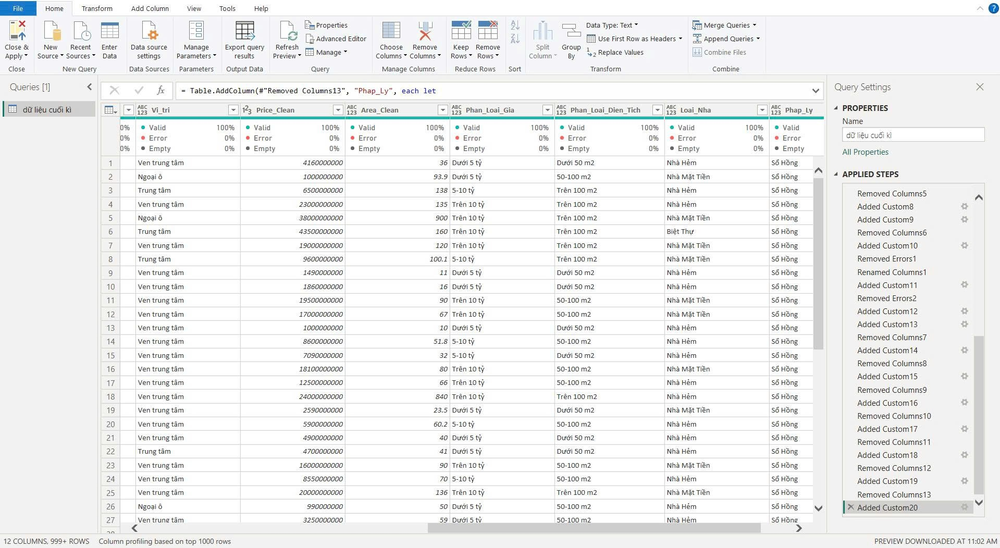 File Home Transform Add Column View Tools Help
Close & Apply
New Source
Recent Sources
Enter Data
Data source settings
Manage Parameters
Export query results
Refresh Preview
Properties
Advanced Editor
Manage
Choose Columns
Remove Columns
Keep Rows
Remove Rows
Split Column
Group By
Data Type: Text
Use First Row as Headers
Replace Values
Merge Queries
Append Queries
Combine Files
Close New Query Data Sources Parameters Output Data Query Manage Columns Reduce Rows Sort Transform Combine
Queries [1]
dữ liệu cuối kì
fx = Table.AddColumn(#"Removed Columns13", "Phap_Ly", each let
ABC 123 Vi_tri 123 Price_Clean ABC 123 Area_Clean ABC 123 Phan_Loai_Gia ABC 123 Phan_Loai_Dien_Tich ABC 123 Loai_Nha ABC 123 Phap_Ly
0% Valid 100% Valid 100% Valid 100% Valid 100% Valid 100% Valid 100% Valid
0% Error 0% Error 0% Error 0% Error 0% Error 0% Error 0% Error
0% Empty 0% Empty 0% Empty 0% Empty 0% Empty 0% Empty 0% Empty
1 Ven trung tâm 4160000000 36 Dưới 5 tỷ Dưới 50 m2 Nhà Hẻm Sổ Hồng
2 Ngoại ô 1000000000 93.9 Dưới 5 tỷ 50-100 m2 Nhà Mặt Tiền Sổ Hồng
3 Trung tâm 6500000000 138 5-10 tỷ Trên 100 m2 Nhà Hẻm Sổ Hồng
4 Ven trung tâm 23000000000 135 Trên 10 tỷ Trên 100 m2 Nhà Hẻm Sổ Hồng
5 Ngoại ô 38000000000 900 Trên 10 tỷ Trên 100 m2 Nhà Mặt Tiền Sổ Hồng
6 Trung tâm 43500000000 160 Trên 10 tỷ Trên 100 m2 Biệt Thự Sổ Hồng
7 Ven trung tâm 19000000000 120 Trên 10 tỷ Trên 100 m2 Nhà Mặt Tiền Sổ Hồng
8 Trung tâm 9600000000 100.1 5-10 tỷ Trên 100 m2 Nhà Mặt Tiền Sổ Hồng
9 Ven trung tâm 1490000000 11 Dưới 5 tỷ Dưới 50 m2 Nhà Hẻm Sổ Hồng
10 Ven trung tâm 1860000000 16 Dưới 5 tỷ Dưới 50 m2 Nhà Hẻm Sổ Hồng
11 Ven trung tâm 19500000000 90 Trên 10 tỷ 50-100 m2 Nhà Mặt Tiền Sổ Hồng
12 Ven trung tâm 17000000000 67 Trên 10 tỷ 50-100 m2 Nhà Mặt Tiền Sổ Hồng
13 Ven trung tâm 1000000000 10 Dưới 5 tỷ Dưới 50 m2 Nhà Hẻm Sổ Hồng
14 Ven trung tâm 8600000000 51.8 5-10 tỷ 50-100 m2 Nhà Hẻm Sổ Hồng
15 Ven trung tâm 7090000000 32 5-10 tỷ Dưới 50 m2 Nhà Hẻm Sổ Hồng
16 Ven trung tâm 18100000000 80 Trên 10 tỷ 50-100 m2 Nhà Mặt Tiền Sổ Hồng
17 Ven trung tâm 12500000000 66 Trên 10 tỷ 50-100 m2 Nhà Hẻm Sổ Hồng
18 Ven trung tâm 24000000000 840 Trên 10 tỷ Trên 100 m2 Nhà Hẻm Sổ Hồng
19 Ven trung tâm 2590000000 23.5 Dưới 5 tỷ Dưới 50 m2 Nhà Mặt Tiền Sổ Hồng
20 Ven trung tâm 5900000000 60.2 5-10 tỷ 50-100 m2 Nhà Hẻm Sổ Hồng
21 Ven trung tâm 4900000000 40 Dưới 5 tỷ Dưới 50 m2 Nhà Hẻm Sổ Hồng
22 Trung tâm 4700000000 41 Dưới 5 tỷ Dưới 50 m2 Nhà Hẻm Sổ Hồng
23 Ven trung tâm 16000000000 90 Trên 10 tỷ 50-100 m2 Nhà Mặt Tiền Sổ Hồng
24 Ven trung tâm 8550000000 70 5-10 tỷ 50-100 m2 Nhà Hẻm Sổ Hồng
25 Ven trung tâm 20000000000 136 Trên 10 tỷ Trên 100 m2 Nhà Mặt Tiền Sổ Hồng
26 Ngoại ô 990000000 50 Dưới 5 tỷ 50-100 m2 Nhà Hẻm Sổ Hồng
27 Ven trung tâm 3250000000 59 Dưới 5 tỷ 50-100 m2 Nhà Hẻm Sổ Hồng
28
Query Settings
PROPERTIES
Name
dữ liệu cuối kì
All Properties
APPLIED STEPS
Removed Columns5
Added Custom8
Added Custom9
Removed Columns6
Added Custom10
Removed Errors1
Renamed Columns1
Added Custom11
Removed Errors2
Added Custom12
Added Custom13
Removed Columns7
Added Custom14
Removed Columns8
Added Custom15
Removed Columns9
Added Custom16
Removed Columns10
Added Custom17
Removed Columns11
Added Custom18
Removed Columns12
Added Custom19
Removed Columns13
Added Custom20
12 COLUMNS, 999+ ROWS Column profiling based on top 1000 rows PREVIEW DOWNLOADED AT 11:02 AM